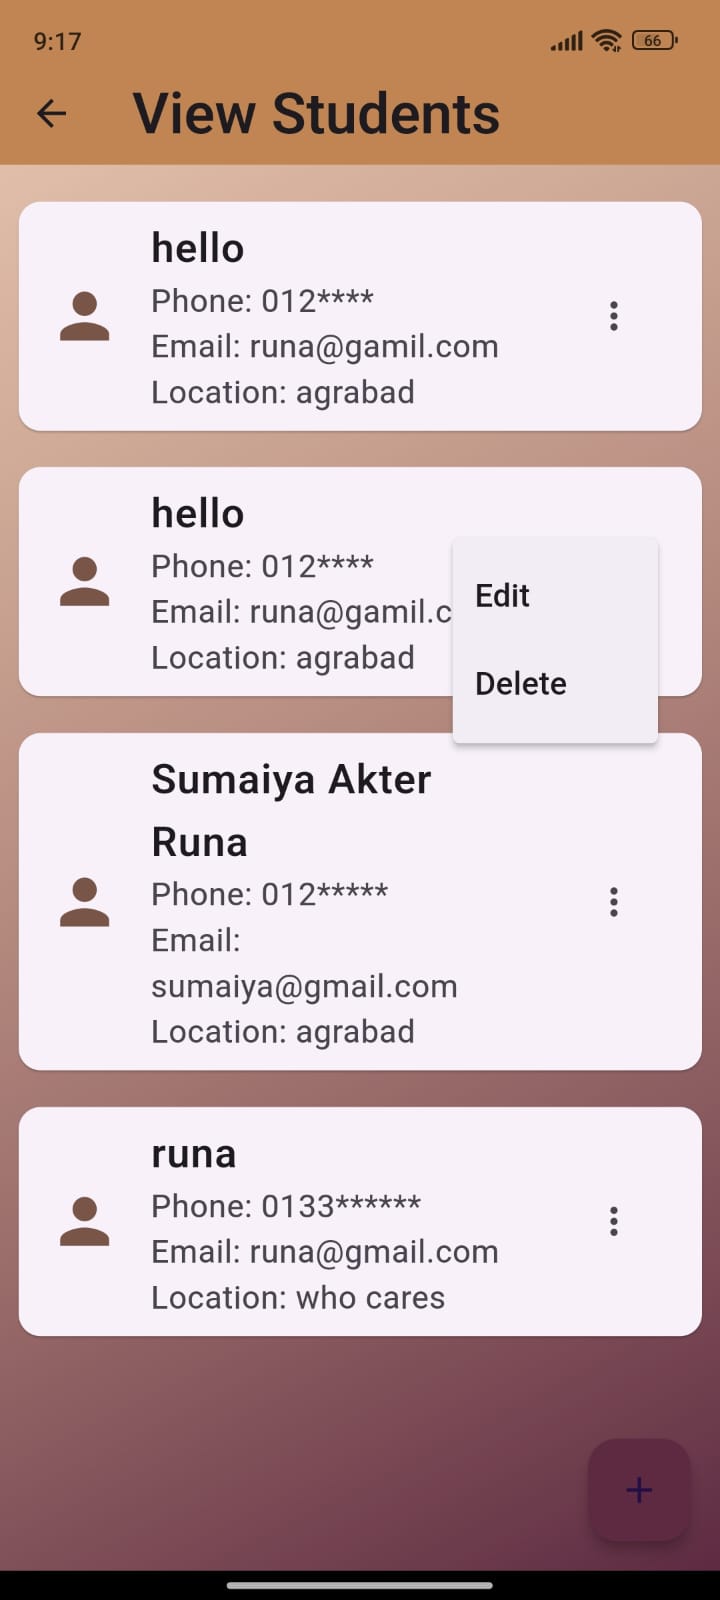 9:17
66
View Students
hello
Phone: 012****
Email: runa@gamil.com
Location: agrabad
hello
Phone: 012****
Email: runa@gamil.c
Location: agrabad
Edit
Delete
Sumaiya Akter
Runa
Phone: 012*****
Email:
sumaiya@gmail.com
Location: agrabad
runa
Phone: 0133******
Email: runa@gmail.com
Location: who cares
+